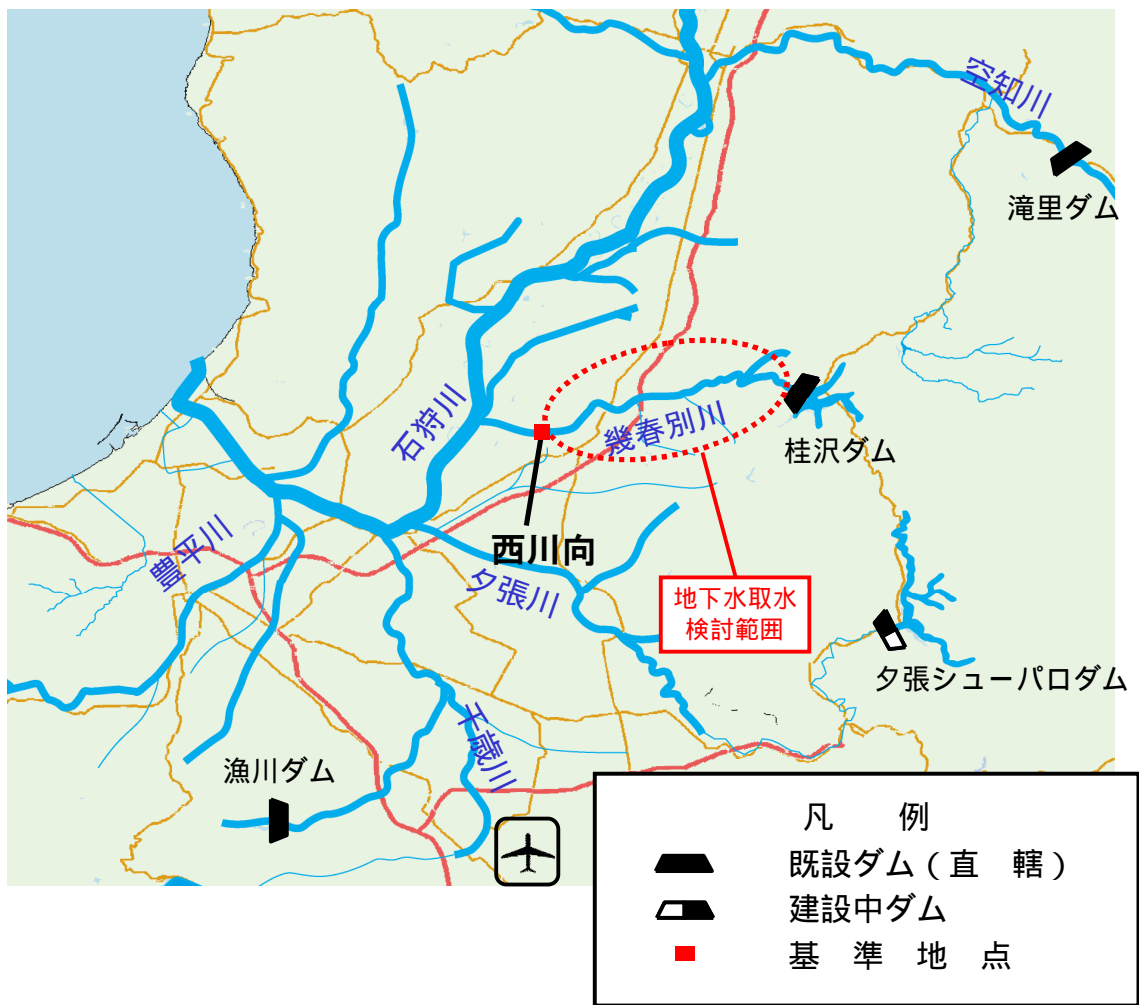 空知川
滝里ダム
石狩川
幾春別川
桂沢ダム
西川向
豊平川
夕張川
地下水取水
検討範囲
夕張シューパロダム
千歳川
漁川ダム
凡　例
既設ダム（直　轄）
建設中ダム
基　準　地　点